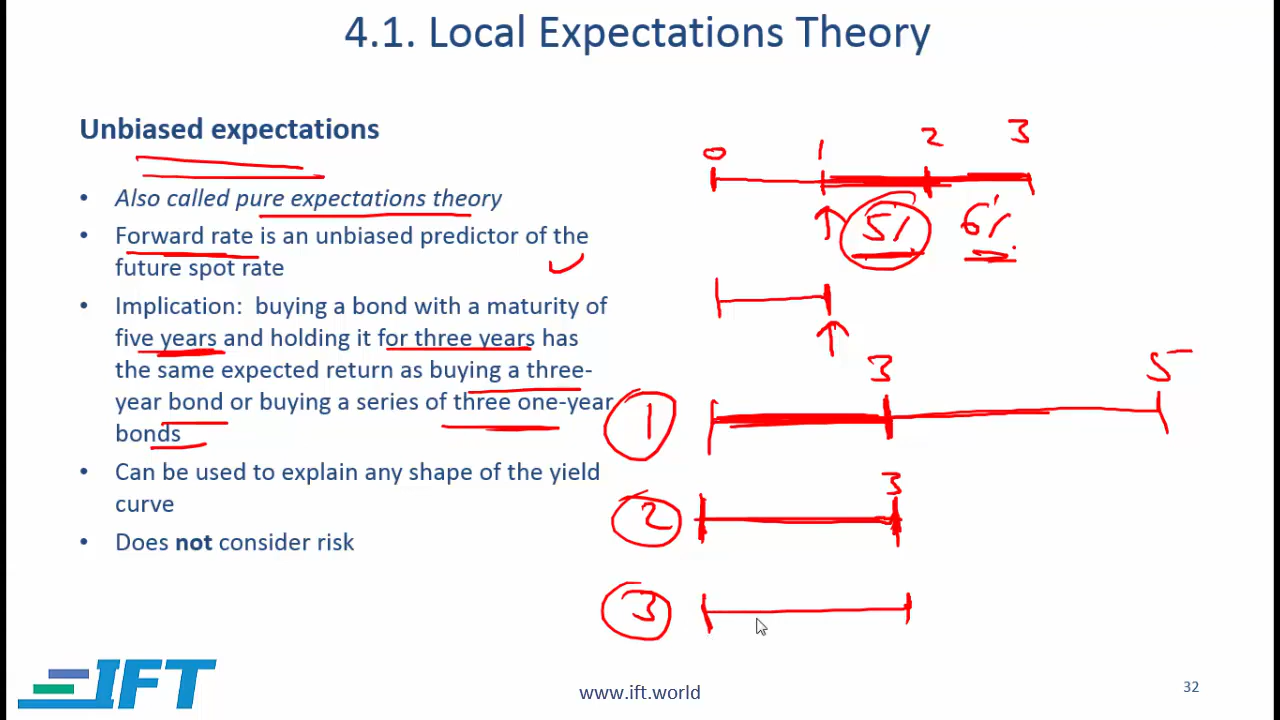 4.1. Local Expectations Theory
Unbiased expectations
• Also called pure expectations theory
• Forward rate is an unbiased predictor of the
future spot rate
• Implication: buying a bond with a maturity of
five years and holding it for three years has
the same expected return as buying a three-
year bond or buying a series of three one-year
bonds
• Can be used to explain any shape of the yield
curve
• Does not consider risk
0 1 2 3
5% 6%
3 5
1
3
2
3
IFT
www.ift.world
32